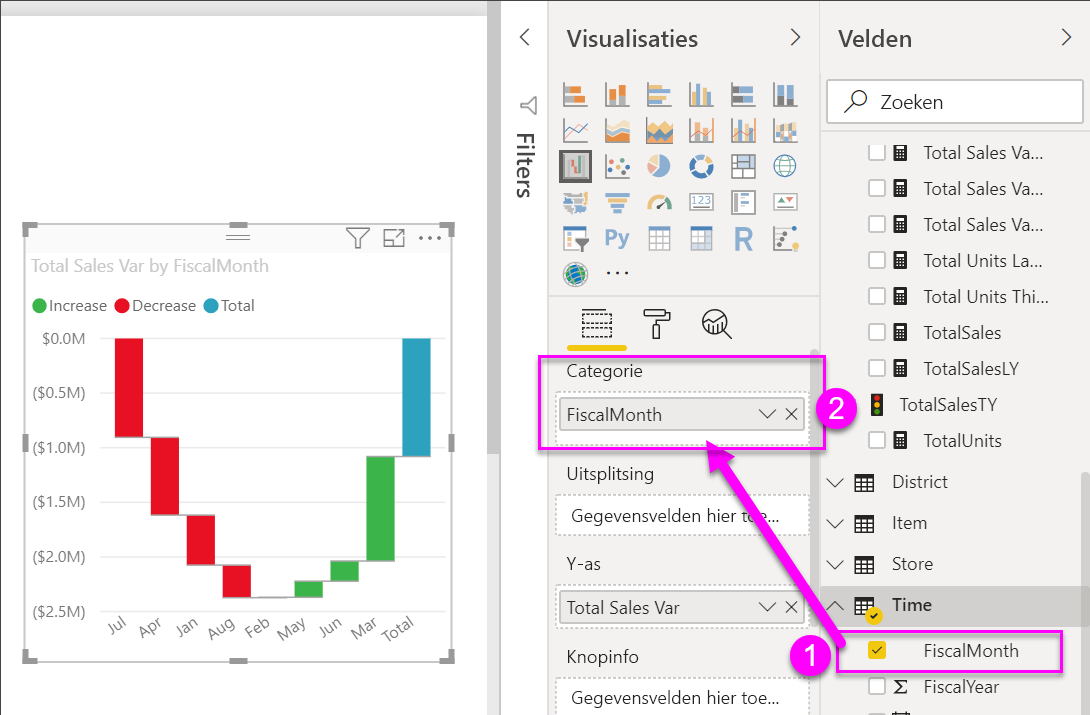 Total Sales Var by FiscalMonth
Increase Decrease Total
$0.0M
($0.5M)
($1.0M)
($1.5M)
($2.0M)
($2.5M)
Jul Apr Jan Aug Feb May Jun Mar Total
Filters
Visualisaties
123
Py
R
Categorie
FiscalMonth
2
Uitsplitsing
Gegevensvelden hier toe...
Y-as
Total Sales Var
1
Knopinfo
Gegevensvelden hier toe...
Velden
Zoeken
Total Sales Va...
Total Sales Va...
Total Sales Va...
Total Units La...
Total Units Thi...
TotalSales
TotalSalesLY
TotalSalesTY
TotalUnits
District
Item
Store
Time
FiscalMonth
Σ FiscalYear